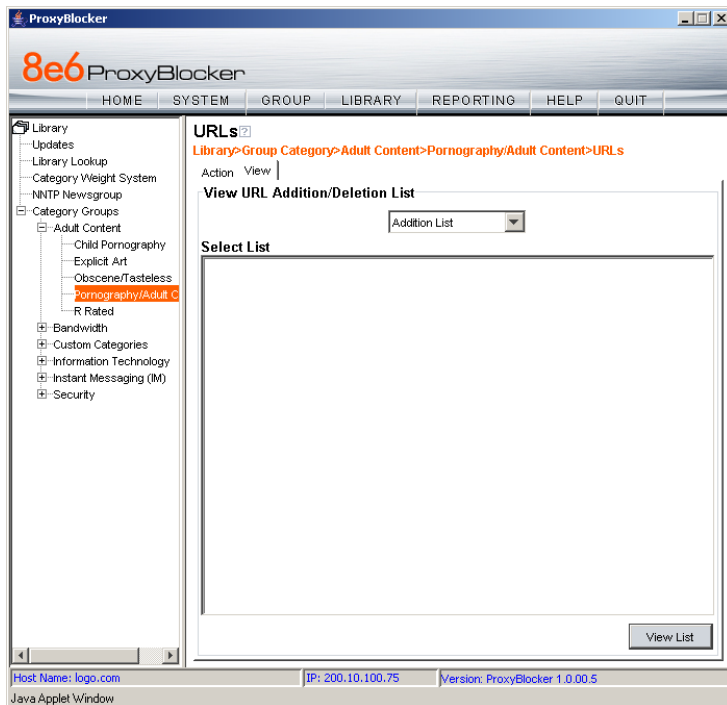 ProxyBlocker
8e6 ProxyBlocker
HOME SYSTEM GROUP LIBRARY REPORTING HELP QUIT
Library
Updates
Library Lookup
Category Weight System
NNTP Newsgroup
Category Groups
Adult Content
Child Pornography
Explicit Art
Obscene/Tasteless
Pornography/Adult C
R Rated
Bandwidth
Custom Categories
Information Technology
Instant Messaging (IM)
Security
URLs ?
Library>Group Category>Adult Content>Pornography/Adult Content>URLs
Action View
View URL Addition/Deletion List
Addition List
Select List
View List
Host Name: logo.com IP: 200.10.100.75 Version: ProxyBlocker 1.0.00.5
Java Applet Window